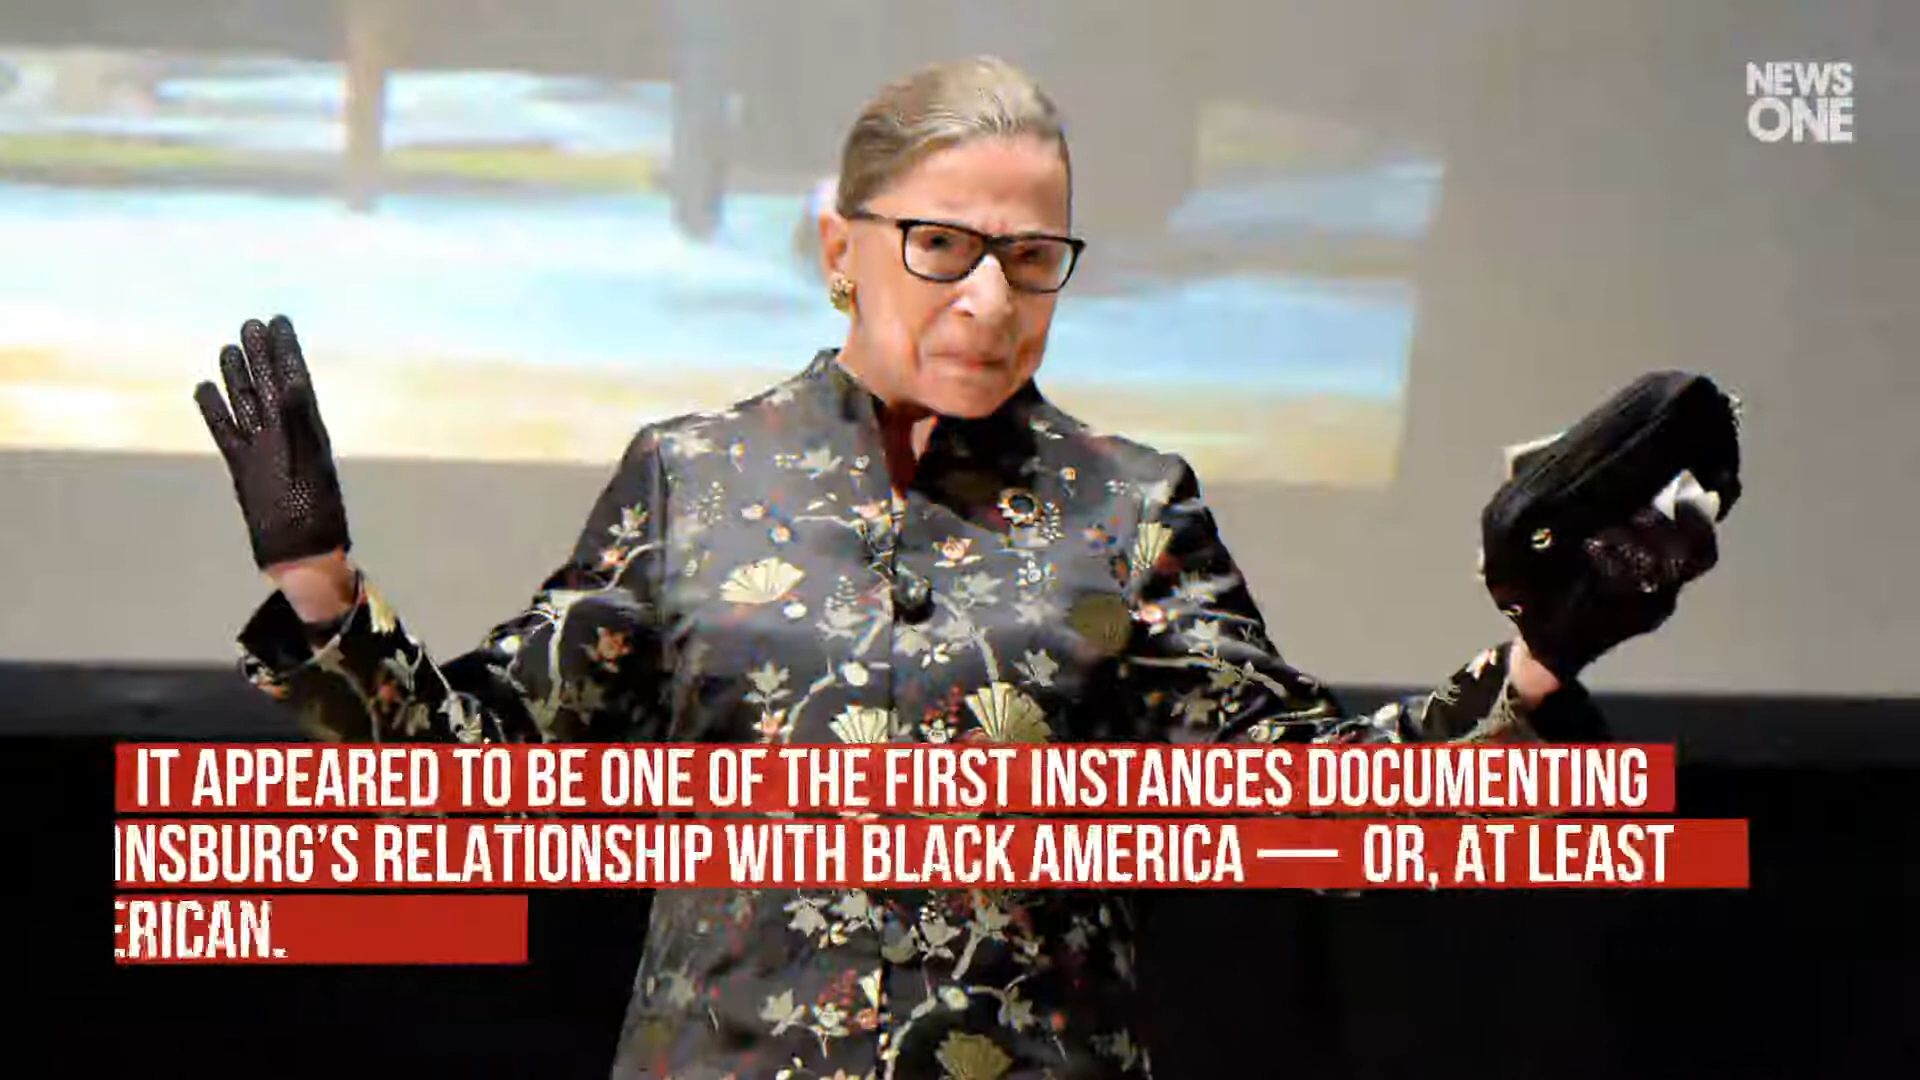 NEWS
ONE
IT APPEARED TO BE ONE OF THE FIRST INSTANCES DOCUMENTING
NSBURG'S RELATIONSHIP WITH BLACK AMERICA — OR, AT LEAST
ERICAN.